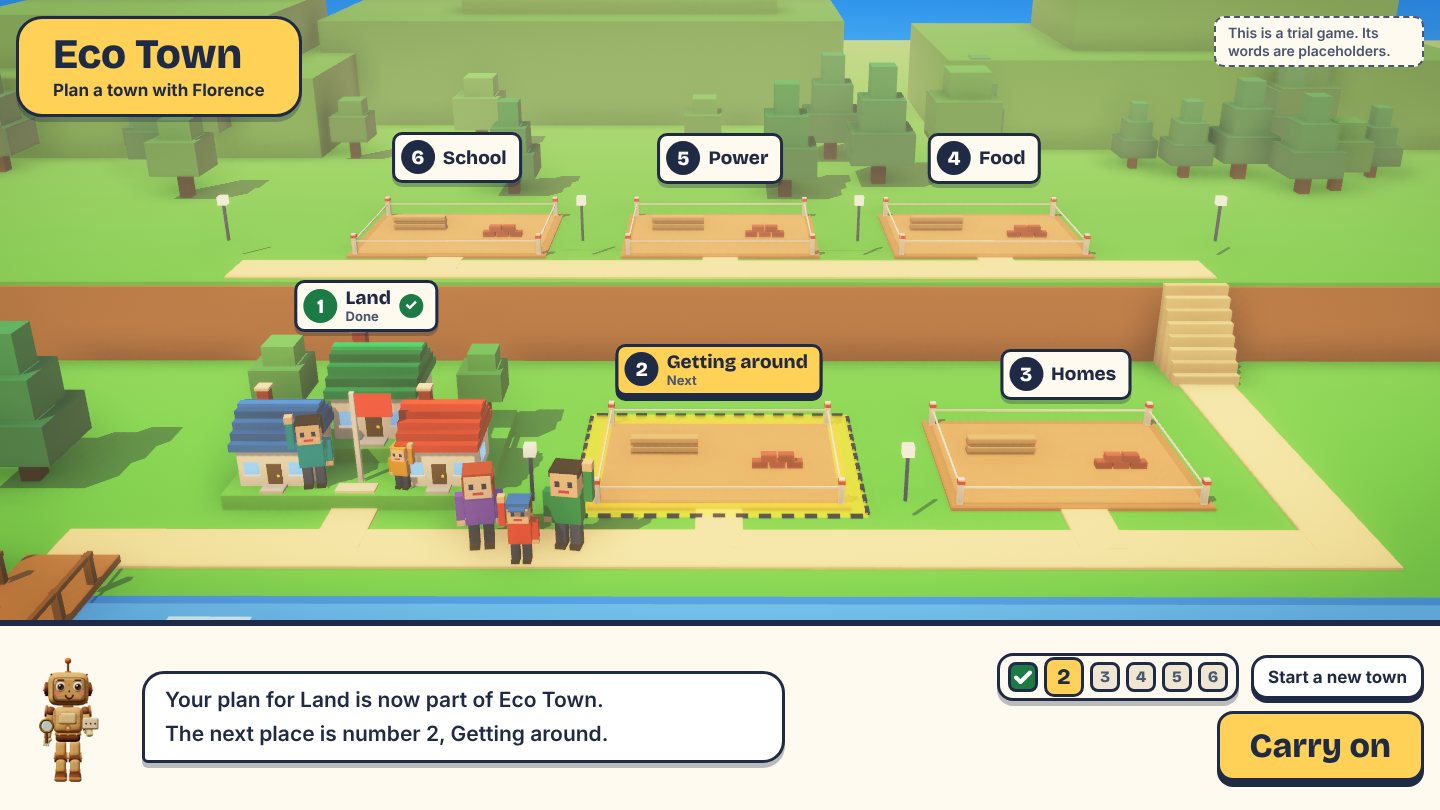 Eco Town
Plan a town with Florence
This is a trial game. Its
words are placeholders.
6 School
5 Power
4 Food
1 Land
Done
2 Getting around
Next
3 Homes
Your plan for Land is now part of Eco Town.
The next place is number 2, Getting around.
2 3 4 5 6
Start a new town
Carry on